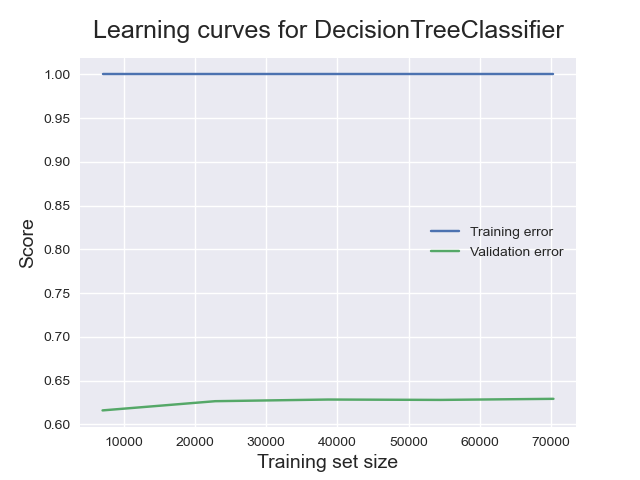 Learning curves for DecisionTreeClassifier
1.00
0.95
0.90
0.85
0.80
0.75
0.70
0.65
0.60
Score
Training error
Validation error
10000 20000 30000 40000 50000 60000 70000
Training set size